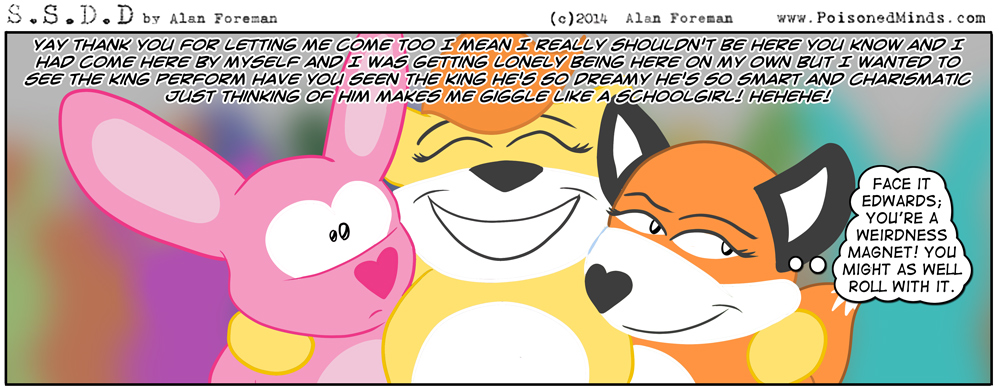 S.S.D.D by Alan Foreman (c)2014 Alan Foreman www.PoisonedMinds.com
YAY THANK YOU FOR LETTING ME COME TOO I MEAN I REALLY SHOULDN'T BE HERE YOU KNOW AND I
HAD COME HERE BY MYSELF AND I WAS GETTING LONELY BEING HERE ON MY OWN BUT I WANTED TO
SEE THE KING PERFORM HAVE YOU SEEN THE KING HE'S SO DREAMY HE'S SO SMART AND CHARISMATIC
JUST THINKING OF HIM MAKES ME GIGGLE LIKE A SCHOOLGIRL! HEHEHE!
FACE IT
EDWARDS;
YOU'RE A
WEIRDNESS
MAGNET! YOU
MIGHT AS WELL
ROLL WITH IT.